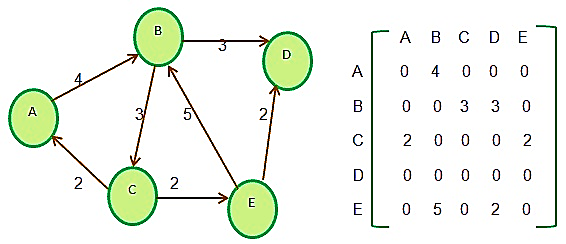 B
3
D
4
A
3
5
2
2
C
2
E
A B C D E
A 0 4 0 0 0
B 0 0 3 3 0
C 2 0 0 0 2
D 0 0 0 0 0
E 0 5 0 2 0